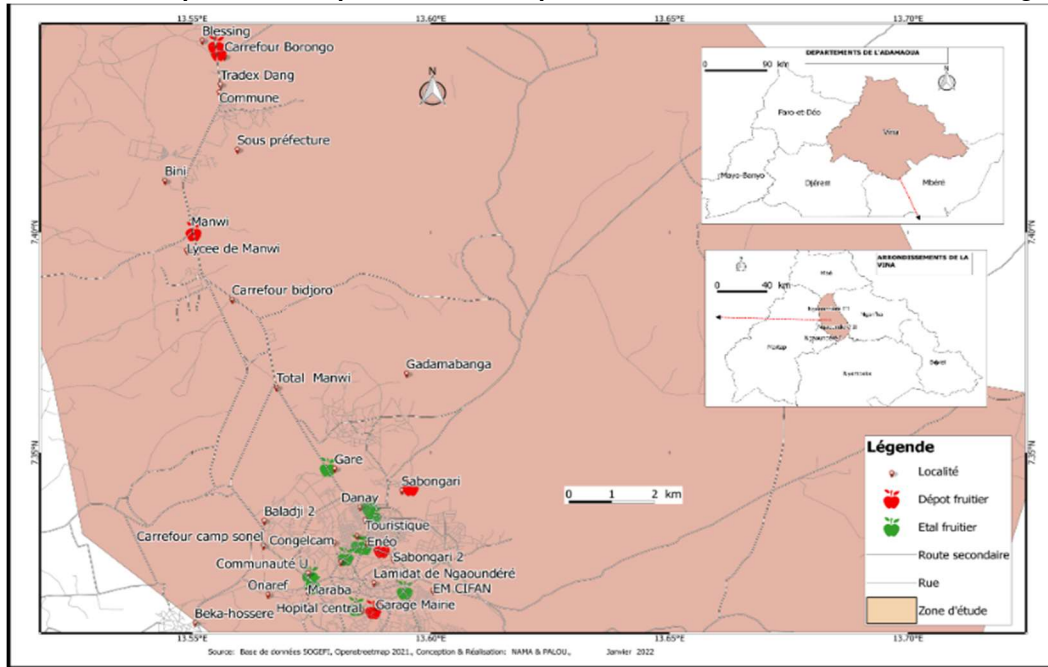 13.55°E 13.60°E 13.65°E 13.70°E
Blessing
Carrefour Borongo
Tradex Dang
Commune
Sous préfecture
Bini
Manwi
Lycee de Manwi
Carrefour bidjoro
Gadamabanga
Total Manwi
Gare
Sabongari
Danay
Baladji 2
Touristique
Carrefour camp sonel
Congelcam
Enéo
Sabongari 2
Communauté U
Lamidat de Ngaoundéré
Onaref
Maraba
EM CIFAN
Hopital central
Garage Mairie
Beka-hossere
N
7.40°N
7.35°N
7.40°N
7.35°N
0 1 2 km
DEPARTEMENTS DE L'ADAMAOUA
0 90 km
N
Faro-et-Déo
Vina
Mayo-Banyo
Djérem
Mbéré
ARRONDISSEMENTS DE LA
VINA
0 40 km
Martap
Nyambaka
Légende
Localité
Dépot fruitier
Etal fruitier
Route secondaire
Rue
Zone d'étude
13.55°E 13.60°E 13.65°E 13.70°E
Source: Base de données SOGEFI, Openstreetmap 2021., Conception & Réalisation: NAMA & PALOU., Janvier 2022